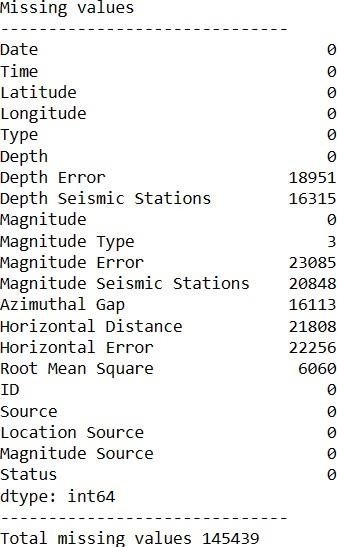 Missing values
------------------------------
Date 0
Time 0
Latitude 0
Longitude 0
Type 0
Depth 0
Depth Error 18951
Depth Seismic Stations 16315
Magnitude 0
Magnitude Type 3
Magnitude Error 23085
Magnitude Seismic Stations 20848
Azimuthal Gap 16113
Horizontal Distance 21808
Horizontal Error 22256
Root Mean Square 6060
ID 0
Source 0
Location Source 0
Magnitude Source 0
Status 0
dtype: int64
------------------------------
Total missing values 145439